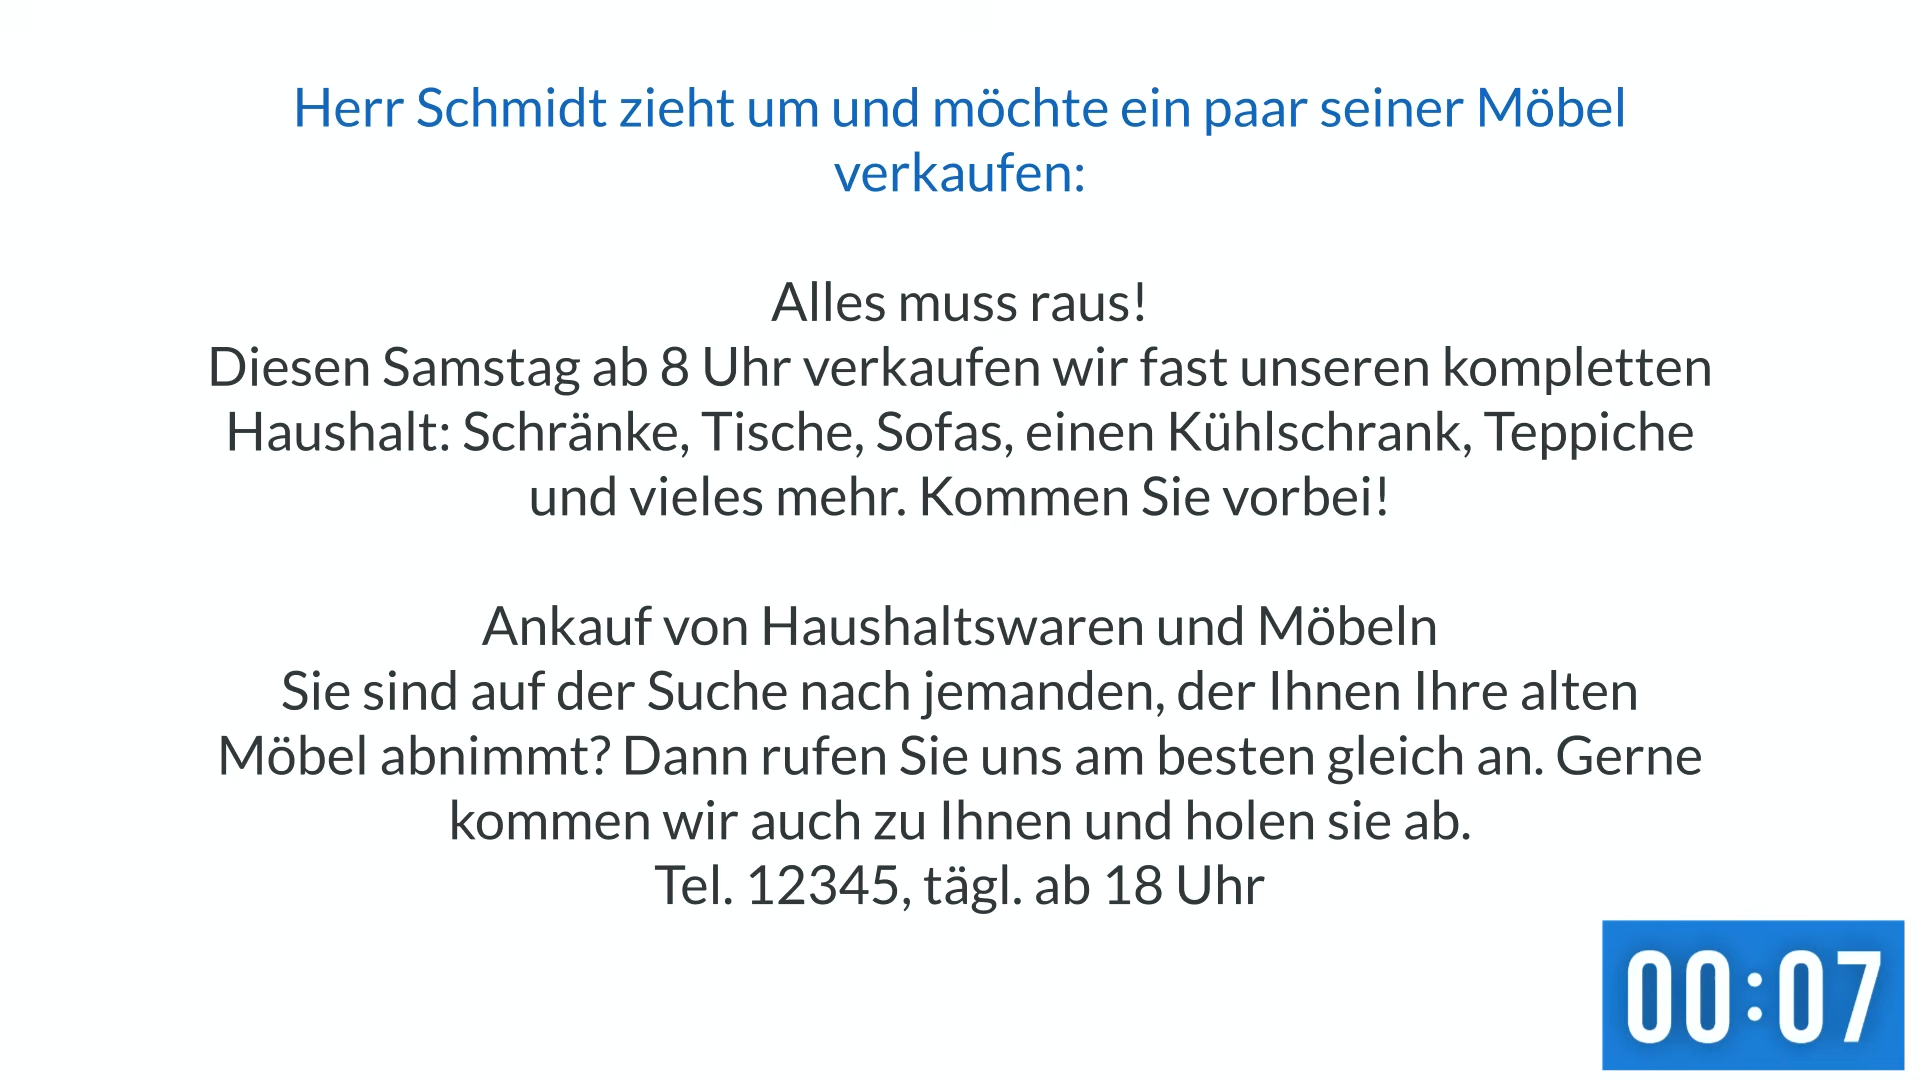 Herr Schmidt zieht um und möchte ein paar seiner Möbel
verkaufen:
Alles muss raus!
Diesen Samstag ab 8 Uhr verkaufen wir fast unseren kompletten
Haushalt: Schränke, Tische, Sofas, einen Kühlschrank, Teppiche
und vieles mehr. Kommen Sie vorbei!
Ankauf von Haushaltswaren und Möbeln
Sie sind auf der Suche nach jemanden, der Ihnen Ihre alten
Möbel abnimmt? Dann rufen Sie uns am besten gleich an. Gerne
kommen wir auch zu Ihnen und holen sie ab.
Tel. 12345, tägl. ab 18 Uhr
00:07